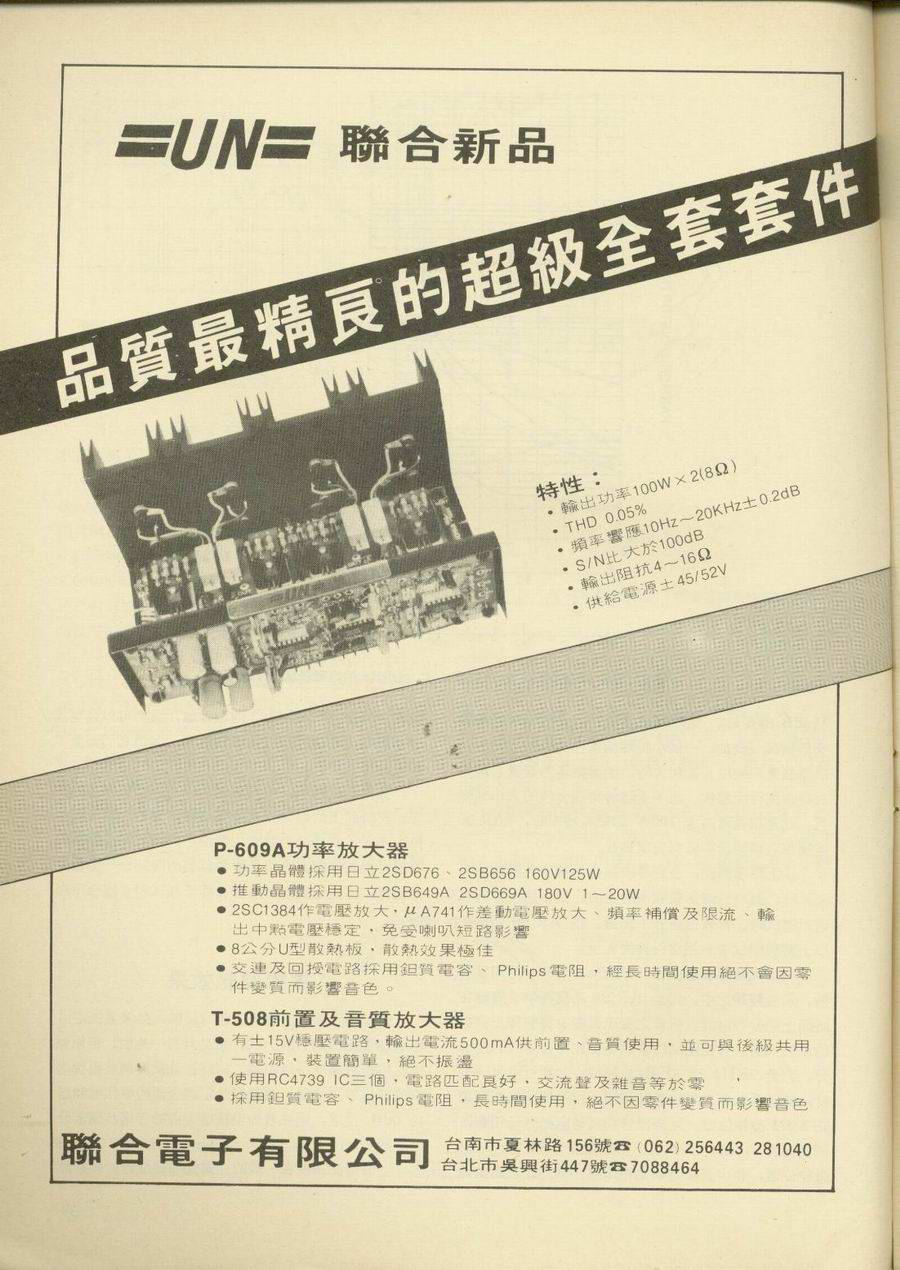 =UN= 聯合新品
品質最精良的超級全套套件
特性：
・輸出功率100W×2(8Ω)
・THD 0.05%
・頻率響應10Hz～20KHz±0.2dB
・S/N比大於100dB
・輸出阻抗4～16Ω
・供給電源±45/52V
=UN=
P-609A功率放大器
●功率晶體採用日立2SD676、2SB656 160V125W
●推動晶體採用日立2SB649A 2SD669A 180V 1～20W
●2SC1384作電壓放大，μA741作差動電壓放大、頻率補償及限流、輸
出中點電壓穩定，免受喇叭短路影響
●8公分U型散熱板，散熱效果極佳
●交連及回授電路採用鉭質電容、Philips電阻，經長時間使用絕不會因零
件變質而影響音色。
T-508前置及音質放大器
●有±15V穩壓電路，輸出電流500mA供前置、音質使用，並可與後級共用
一電源，裝置簡單，絕不振盪
●使用RC4739 IC三個，電路匹配良好，交流聲及雜音等於零
●採用鉭質電容、Philips電阻，長時間使用，絕不因零件變質而影響音色
聯合電子有限公司
台南市夏林路156號☎(062)256443 281040
台北市吳興街447號☎7088464